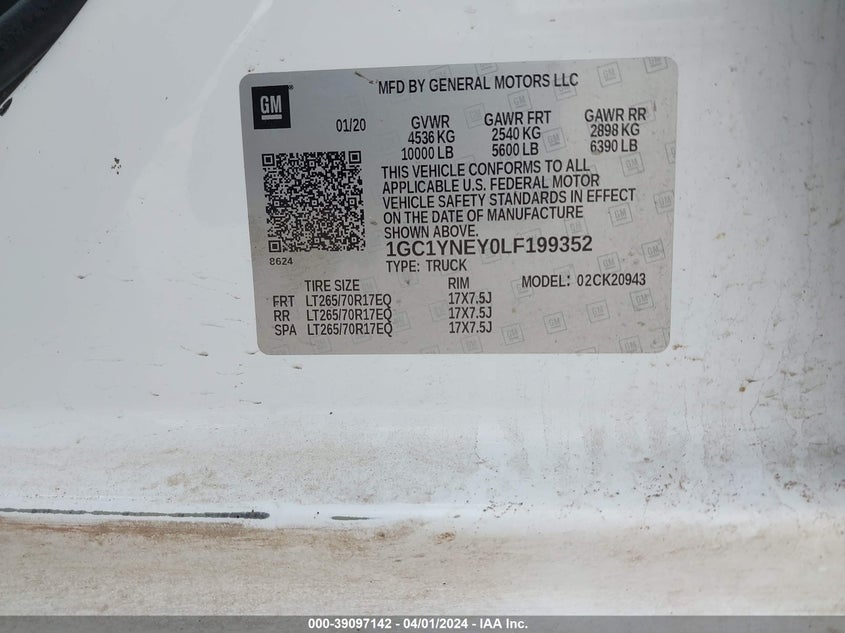 MFD BY GENERAL MOTORS LLC
GM
01/20
GVWR GAWR FRT GAWR RR
4536 KG 2540 KG 2898 KG
10000 LB 5600 LB 6390 LB
THIS VEHICLE CONFORMS TO ALL
APPLICABLE U.S. FEDERAL MOTOR
VEHICLE SAFETY STANDARDS IN EFFECT
ON THE DATE OF MANUFACTURE
SHOWN ABOVE.
8624
1GC1YNEY0LF199352
TYPE: TRUCK
TIRE SIZE RIM MODEL: 02CK20943
FRT LT265/70R17EQ 17X7.5J
RR LT265/70R17EQ 17X7.5J
SPA LT265/70R17EQ 17X7.5J
000-39097142 - 04/01/2024 - IAA Inc.